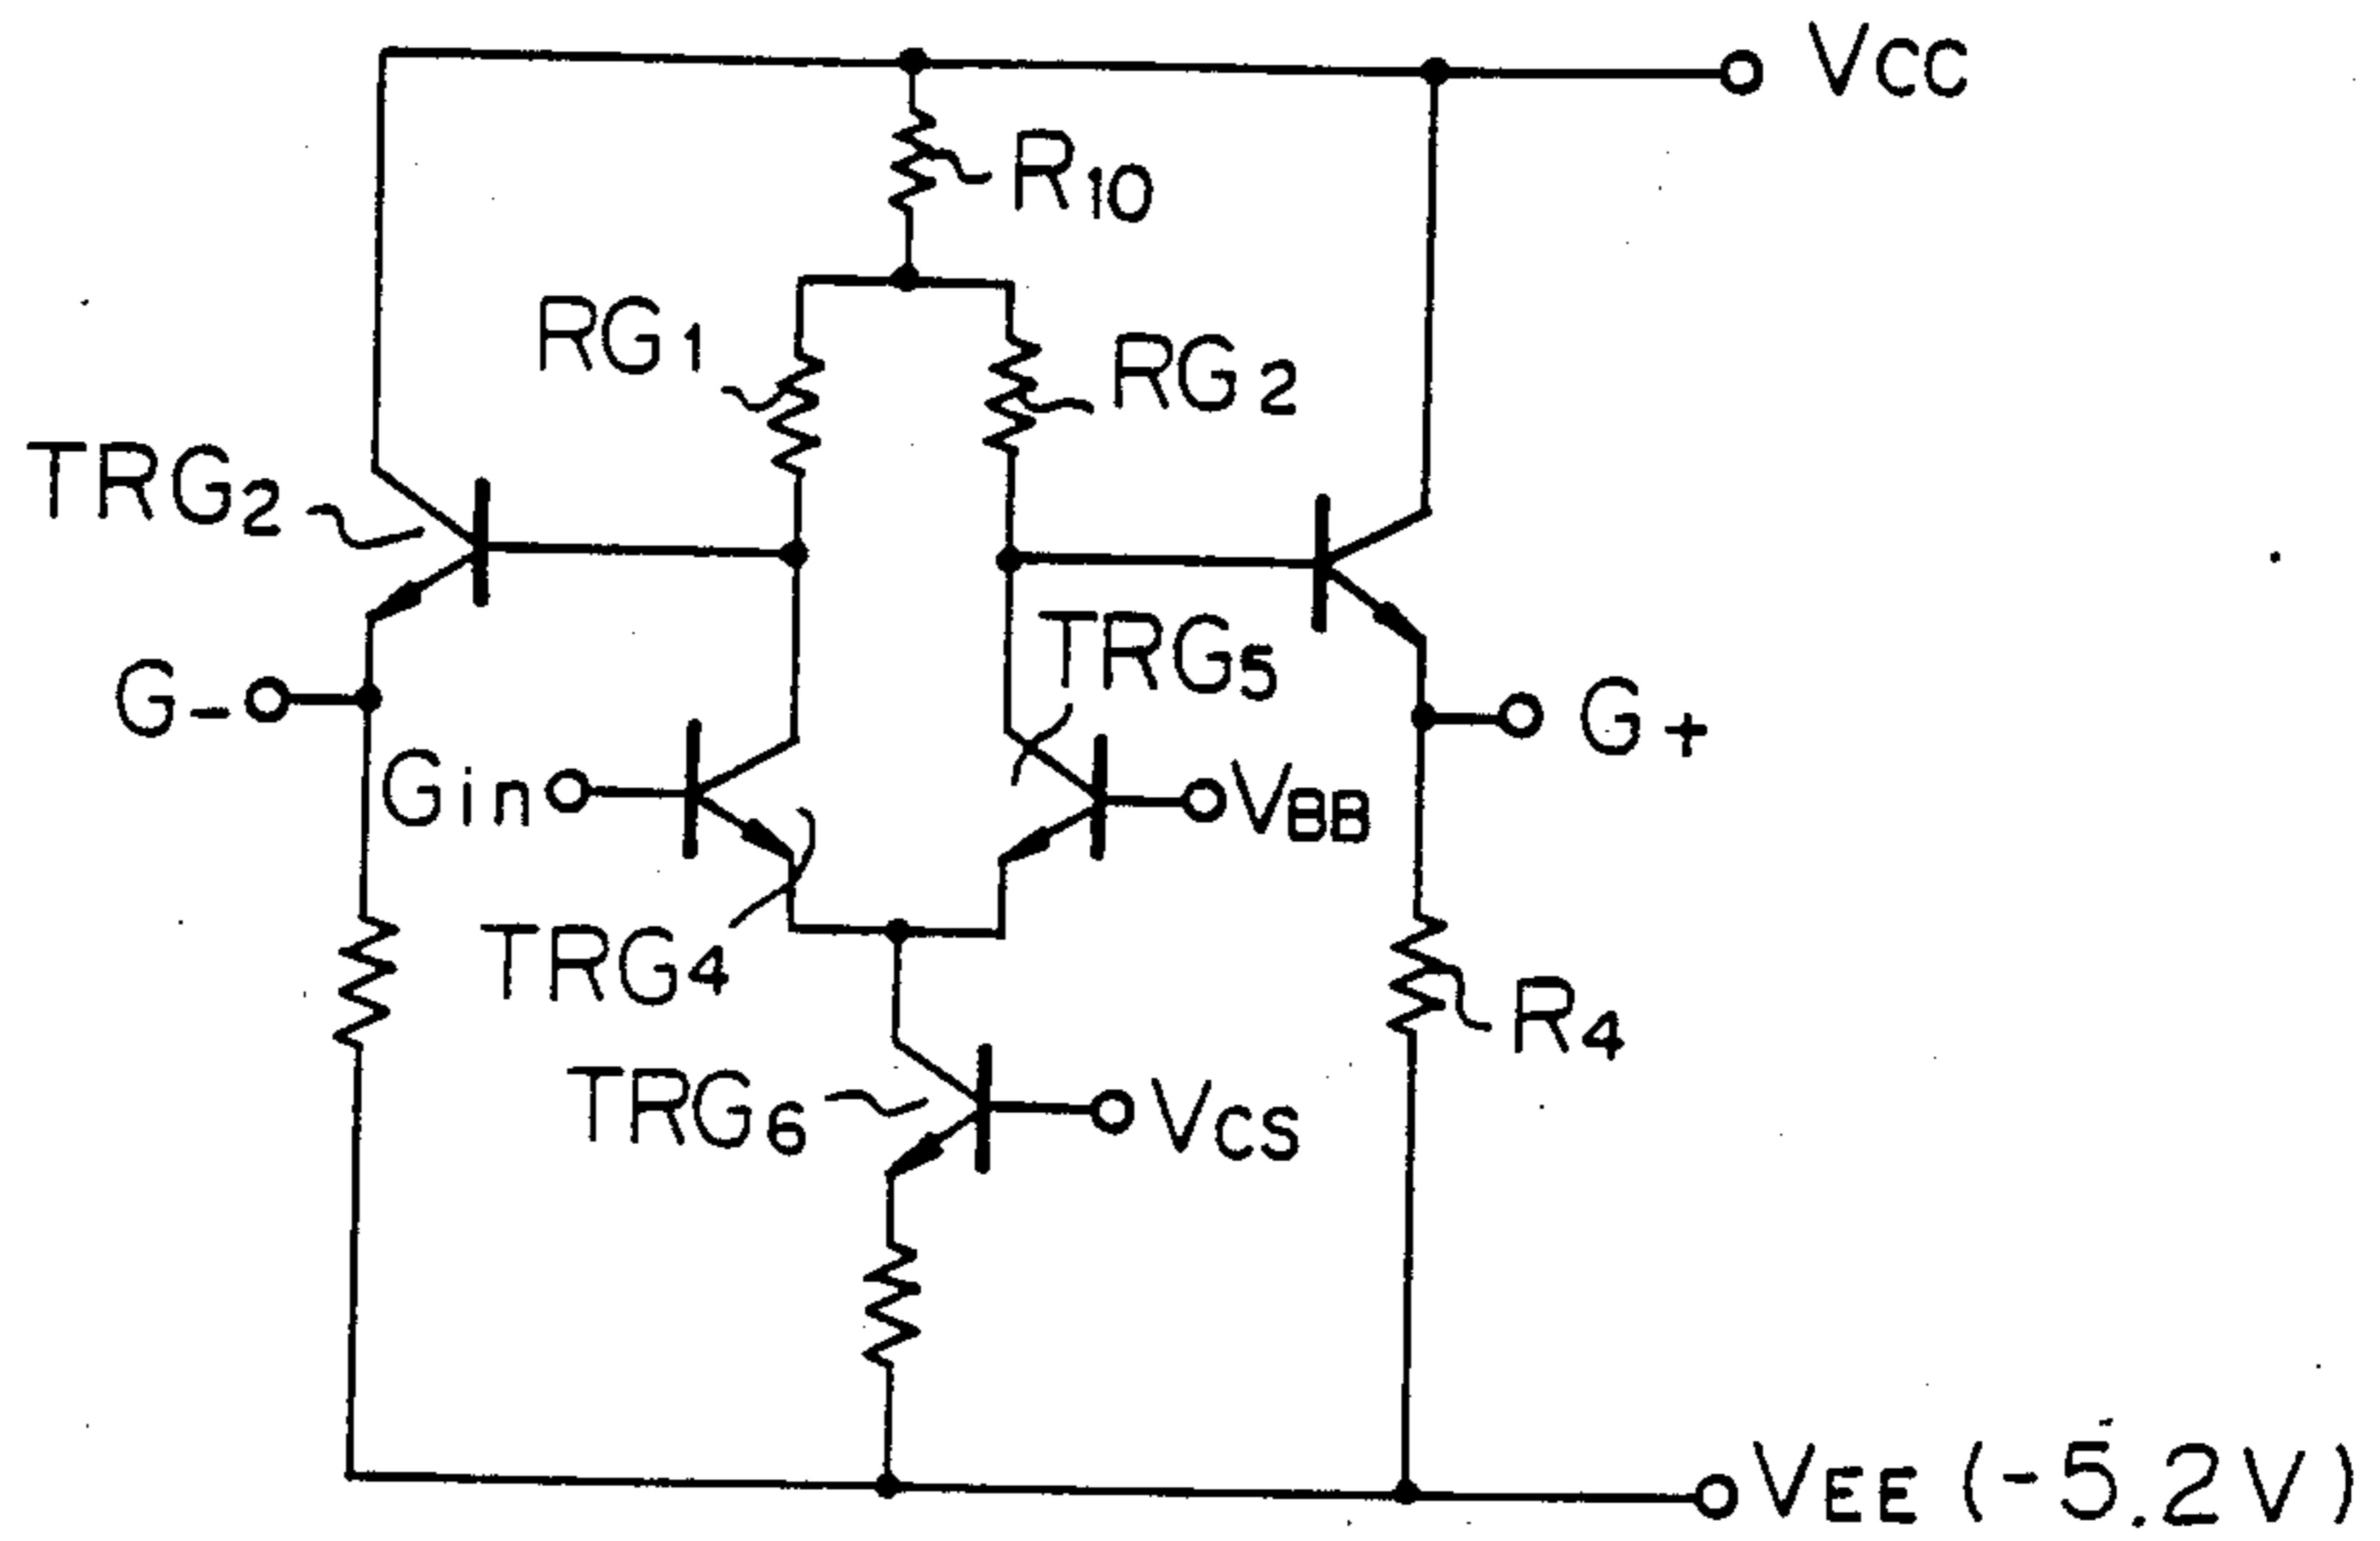 VCC
R10
RG1
RG2
TRG2
TRG5
G-
G+
Gin
VBB
TRG4
R4
TRG6
VCS
VEE (-5.2V)